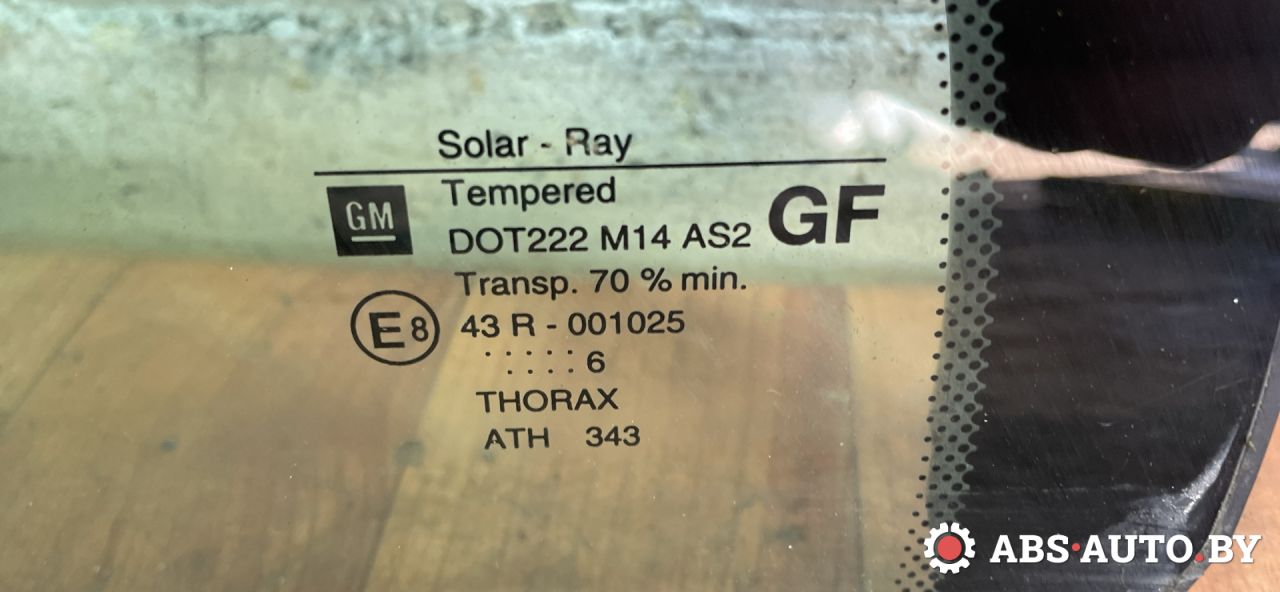 Solar - Ray
GM
Tempered
DOT222 M14 AS2
GF
Transp. 70 % min.
E8
43 R - 001025
. : : : : 6
THORAX
ATH 343
ABS·AUTO.BY